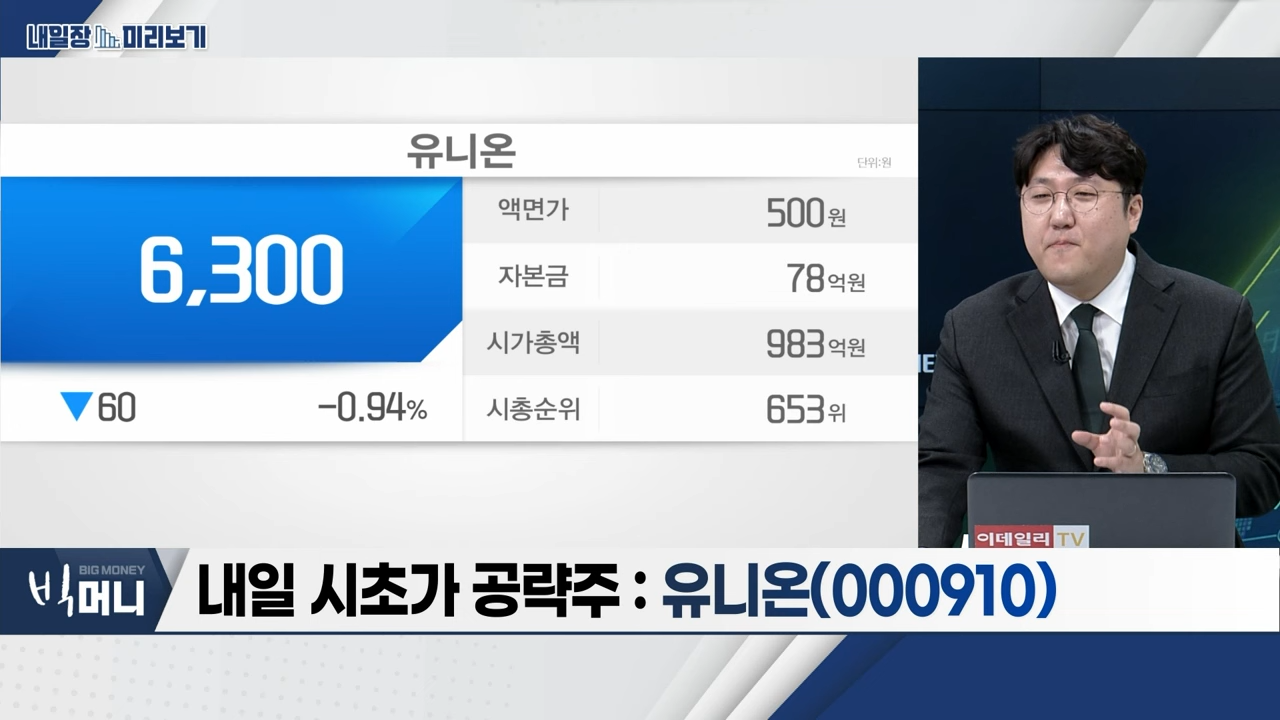 내일장 미리보기
유니온
단위:원
6,300
▼60 -0.94%
액면가 500원
자본금 78억원
시가총액 983억원
시총순위 653위
이데일리 TV
빅머니 BIG MONEY
내일 시초가 공략주 : 유니온(000910)